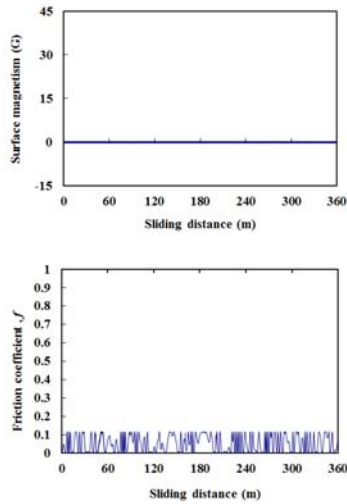 45
30
15
0
-15
Surface magnetism (G)
0 60 120 180 240 300 360
Sliding distance (m)
1
0.9
0.8
0.7
0.6
0.5
0.4
0.3
0.2
0.1
0
Friction coefficient f
0 60 120 180 240 300 360
Sliding distance (m)